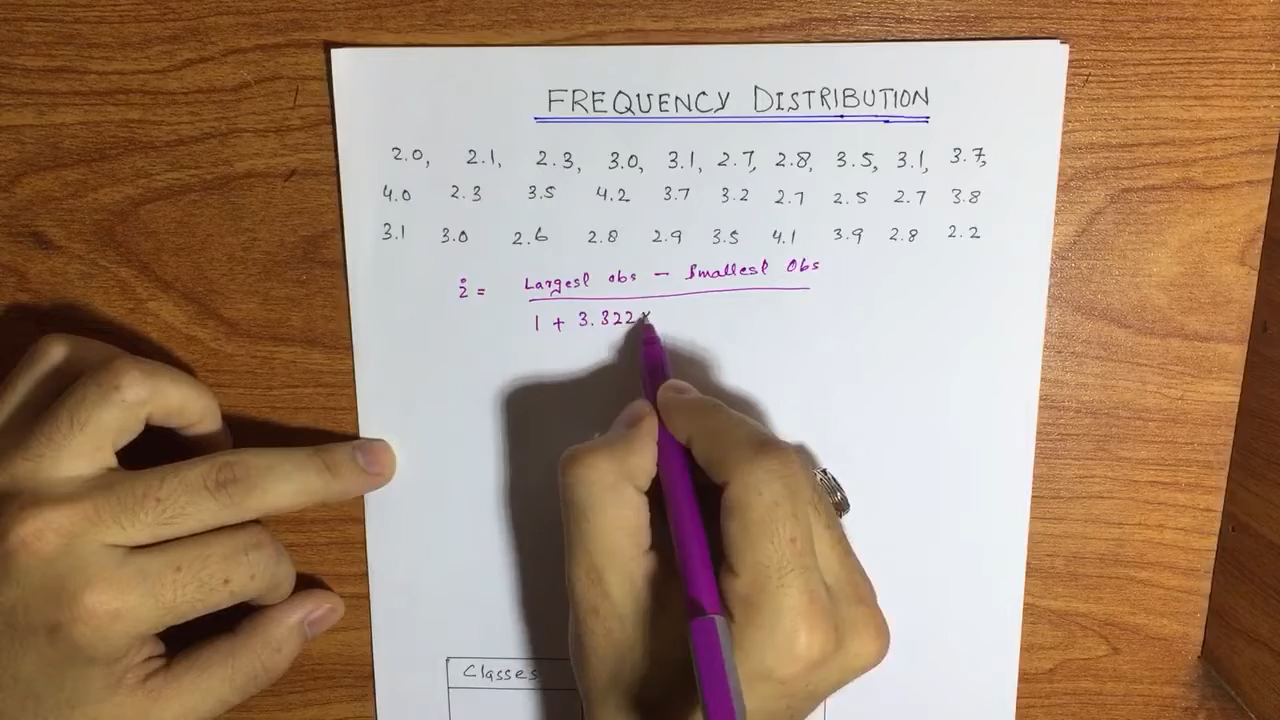 FREQUENCY DISTRIBUTION
2.0, 2.1, 2.3, 3.0, 3.1, 2.7, 2.8, 3.5, 3.1, 3.7,
4.0 2.3 3.5 4.2 3.7 3.2 2.7 2.5 2.7 3.8
3.1 3.0 2.6 2.8 2.9 3.5 4.1 3.9 2.8 2.2
i = Largest obs - Smallest Obs
1 + 3.322
Classes